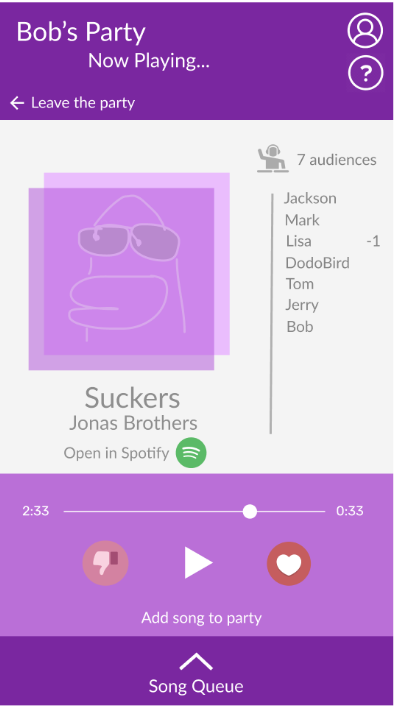 Bob's Party
Now Playing...
?
← Leave the party
7 audiences
Jackson
Mark
Lisa -1
DodoBird
Tom
Jerry
Bob
Suckers
Jonas Brothers
Open in Spotify
2:33 0:33
Add song to party
Song Queue